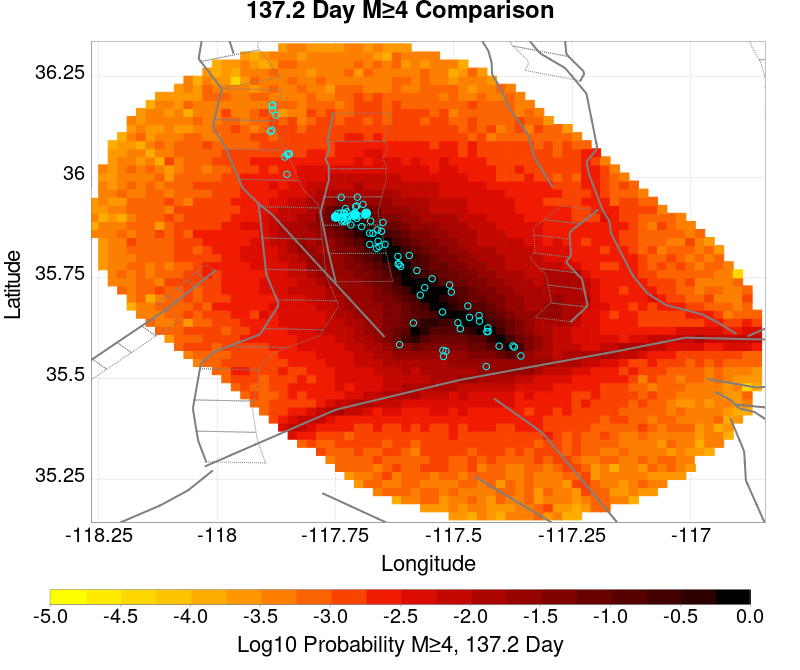 137.2 Day M≥4 Comparison
36.25
36
35.75
35.5
35.25
Latitude
-118.25 -118 -117.75 -117.5 -117.25 -117
Longitude
-5.0 -4.5 -4.0 -3.5 -3.0 -2.5 -2.0 -1.5 -1.0 -0.5 0.0
Log10 Probability M≥4, 137.2 Day